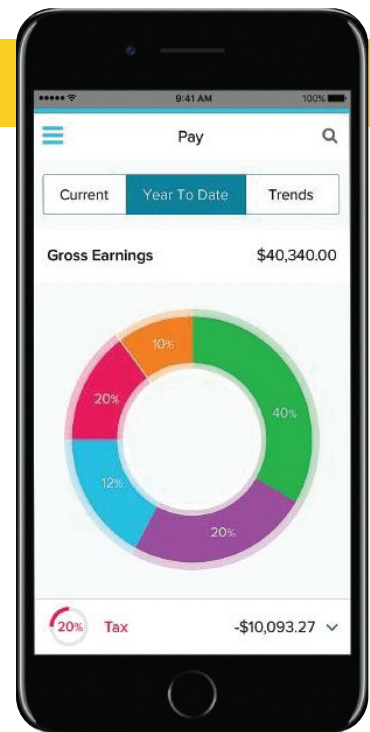 9:41 AM 100%
Pay
Current Year To Date Trends
Gross Earnings $40,340.00
10%
40%
20%
12%
20%
20% Tax -$10,093.27